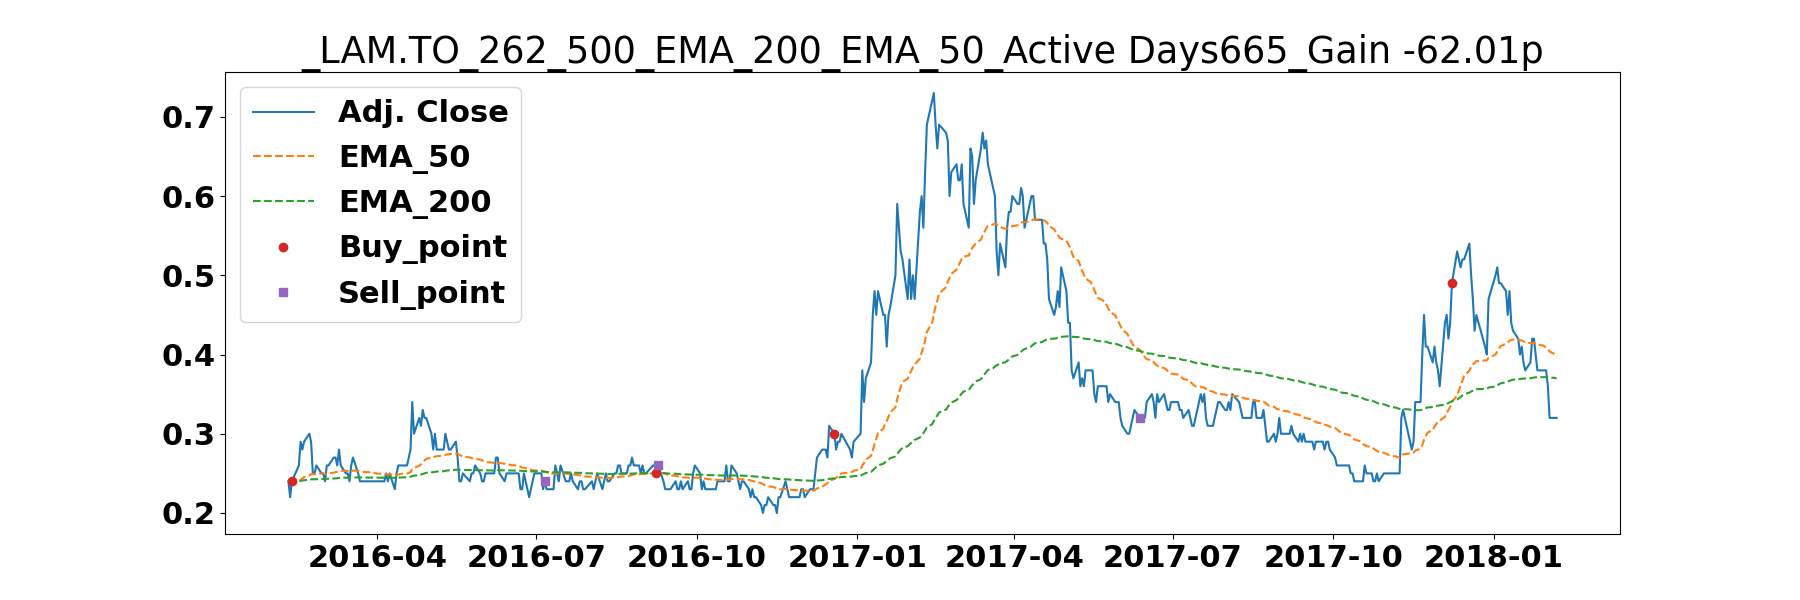 _LAM.TO_262_500_EMA_200_EMA_50_Active Days665_Gain -62.01p
Adj. Close
EMA_50
EMA_200
Buy_point
Sell_point
0.7
0.6
0.5
0.4
0.3
0.2
2016-04 2016-07 2016-10 2017-01 2017-04 2017-07 2017-10 2018-01